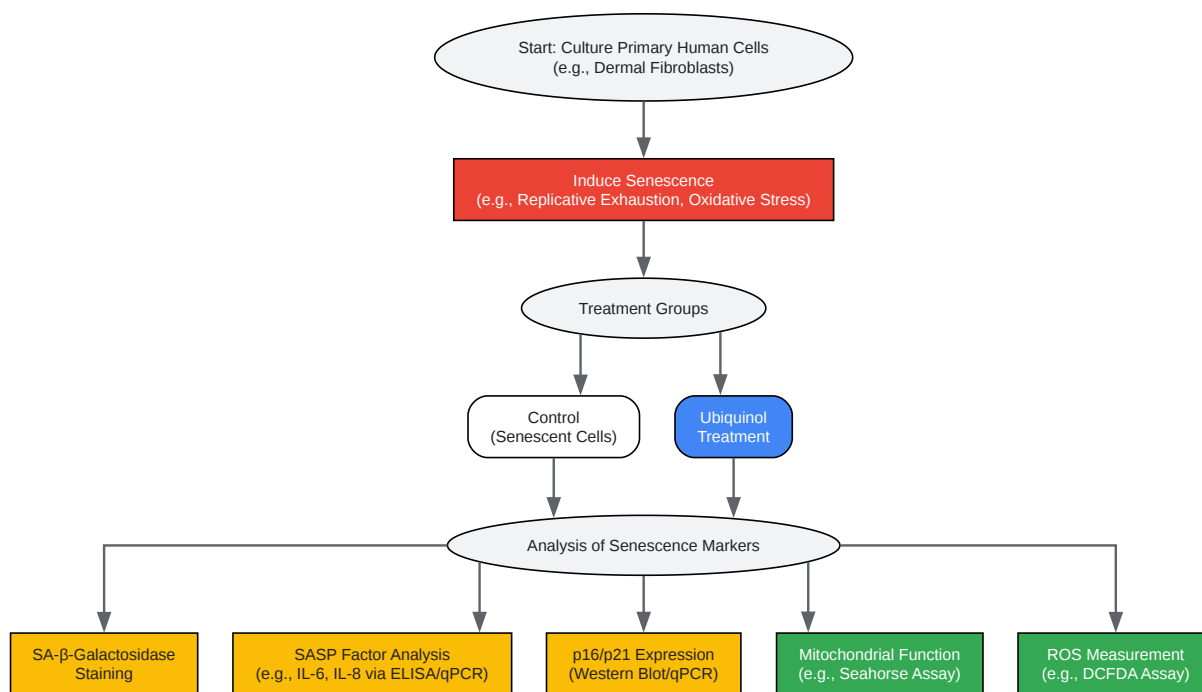 Start: Culture Primary Human Cells
(e.g., Dermal Fibroblasts)
Induce Senescence
(e.g., Replicative Exhaustion, Oxidative Stress)
Treatment Groups
Control
(Senescent Cells)
Ubiquinol
Treatment
Analysis of Senescence Markers
SA-β-Galactosidase
Staining
SASP Factor Analysis
(e.g., IL-6, IL-8 via ELISA/qPCR)
p16/p21 Expression
(Western Blot/qPCR)
Mitochondrial Function
(e.g., Seahorse Assay)
ROS Measurement
(e.g., DCFDA Assay)